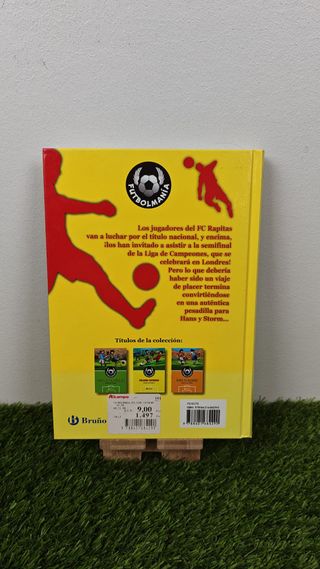 FUTBOLMANÍA
Los jugadores del FC Rapitas
van a luchar por el título nacional, y encima,
¡los han invitado a asistir a la semifinal
de la Liga de Campeones, que se
celebrará en Londres!
Pero lo que debería
haber sido un viaje
de placer termina
convirtiéndose
en una auténtica
pesadilla para
Hans y Storm...
Títulos de la colección:
Alcampo
9,00
1.497
Bruño